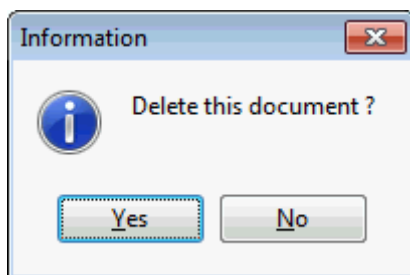 Information
Delete this document ?
Yes No